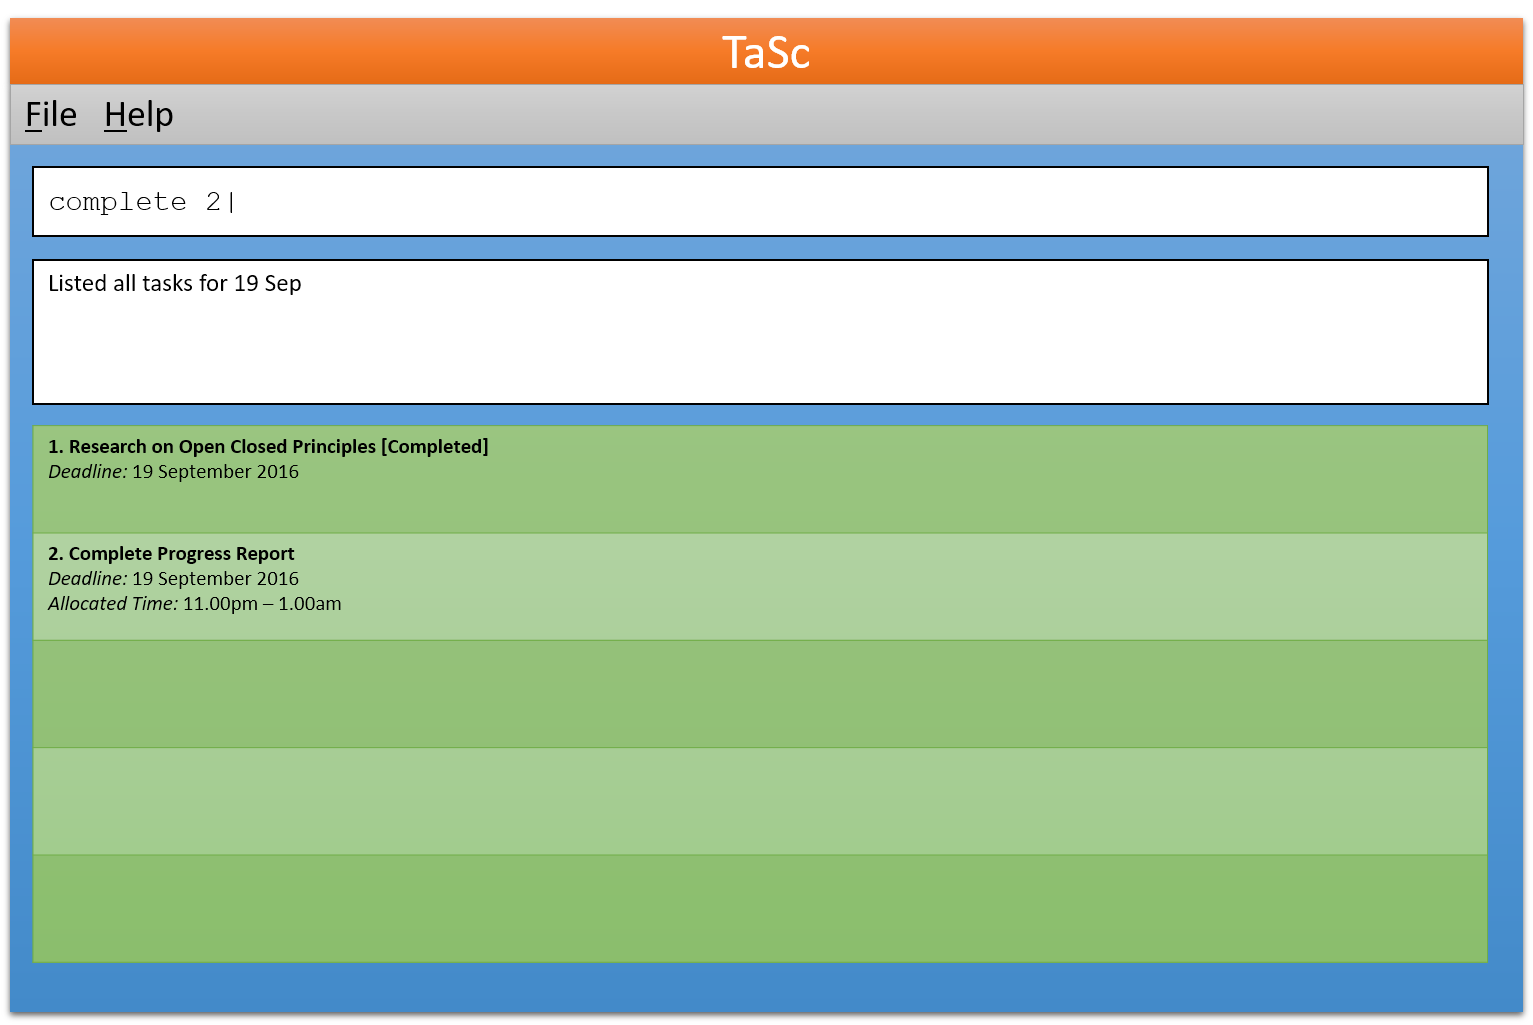 TaSc
File Help
complete 2|
Listed all tasks for 19 Sep
1. Research on Open Closed Principles [Completed]
Deadline: 19 September 2016
2. Complete Progress Report
Deadline: 19 September 2016
Allocated Time: 11.00pm – 1.00am